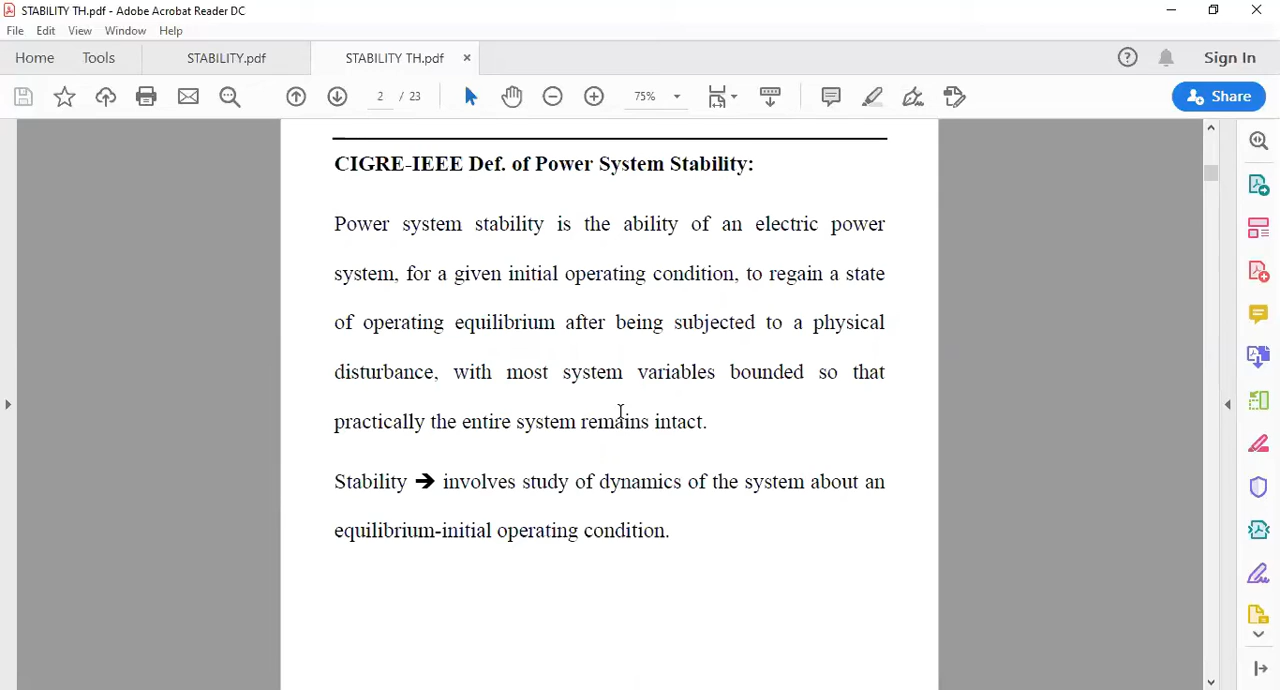 STABILITY TH.pdf - Adobe Acrobat Reader DC
File Edit View Window Help
Home Tools STABILITY.pdf STABILITY TH.pdf × Sign In
2 / 23 75% Share
CIGRE-IEEE Def. of Power System Stability:
Power system stability is the ability of an electric power
system, for a given initial operating condition, to regain a state
of operating equilibrium after being subjected to a physical
disturbance, with most system variables bounded so that
practically the entire system remains intact.
Stability ➔ involves study of dynamics of the system about an
equilibrium-initial operating condition.